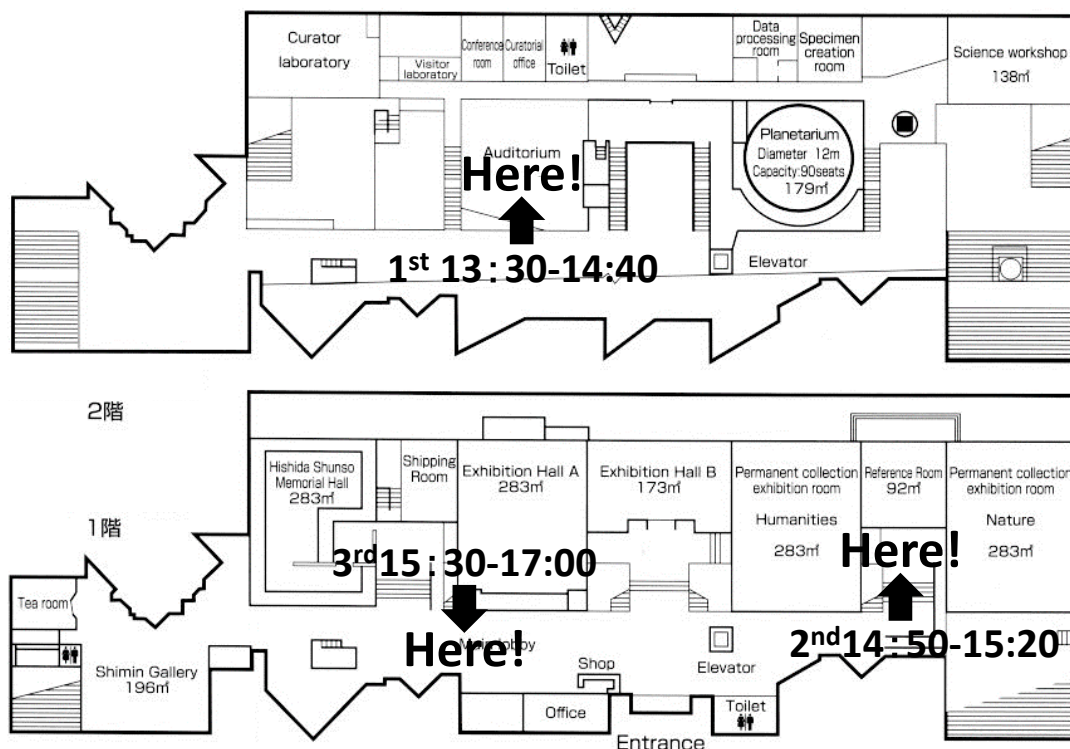 Curator
laboratory
Visitor
laboratory
Conference
room
Curatorial
office
Toilet
Data
processing
room
Specimen
creation
room
Science workshop
138㎡
Auditorium
Here!
Planetarium
Diameter 12m
Capacity:90seats
179㎡
1st 13：30-14:40
Elevator
2階
1階
Hishida Shunso
Memorial Hall
283㎡
Shipping
Room
Exhibition Hall A
283㎡
Exhibition Hall B
173㎡
Permanent collection
exhibition room
Humanities
283㎡
Reference Room
92㎡
Permanent collection
exhibition room
Nature
283㎡
3rd 15：30-17:00
Here!
Tea room
Main lobby
Here!
2nd 14：50-15:20
Shimin Gallery
196㎡
Shop
Elevator
Office
Toilet
Entrance